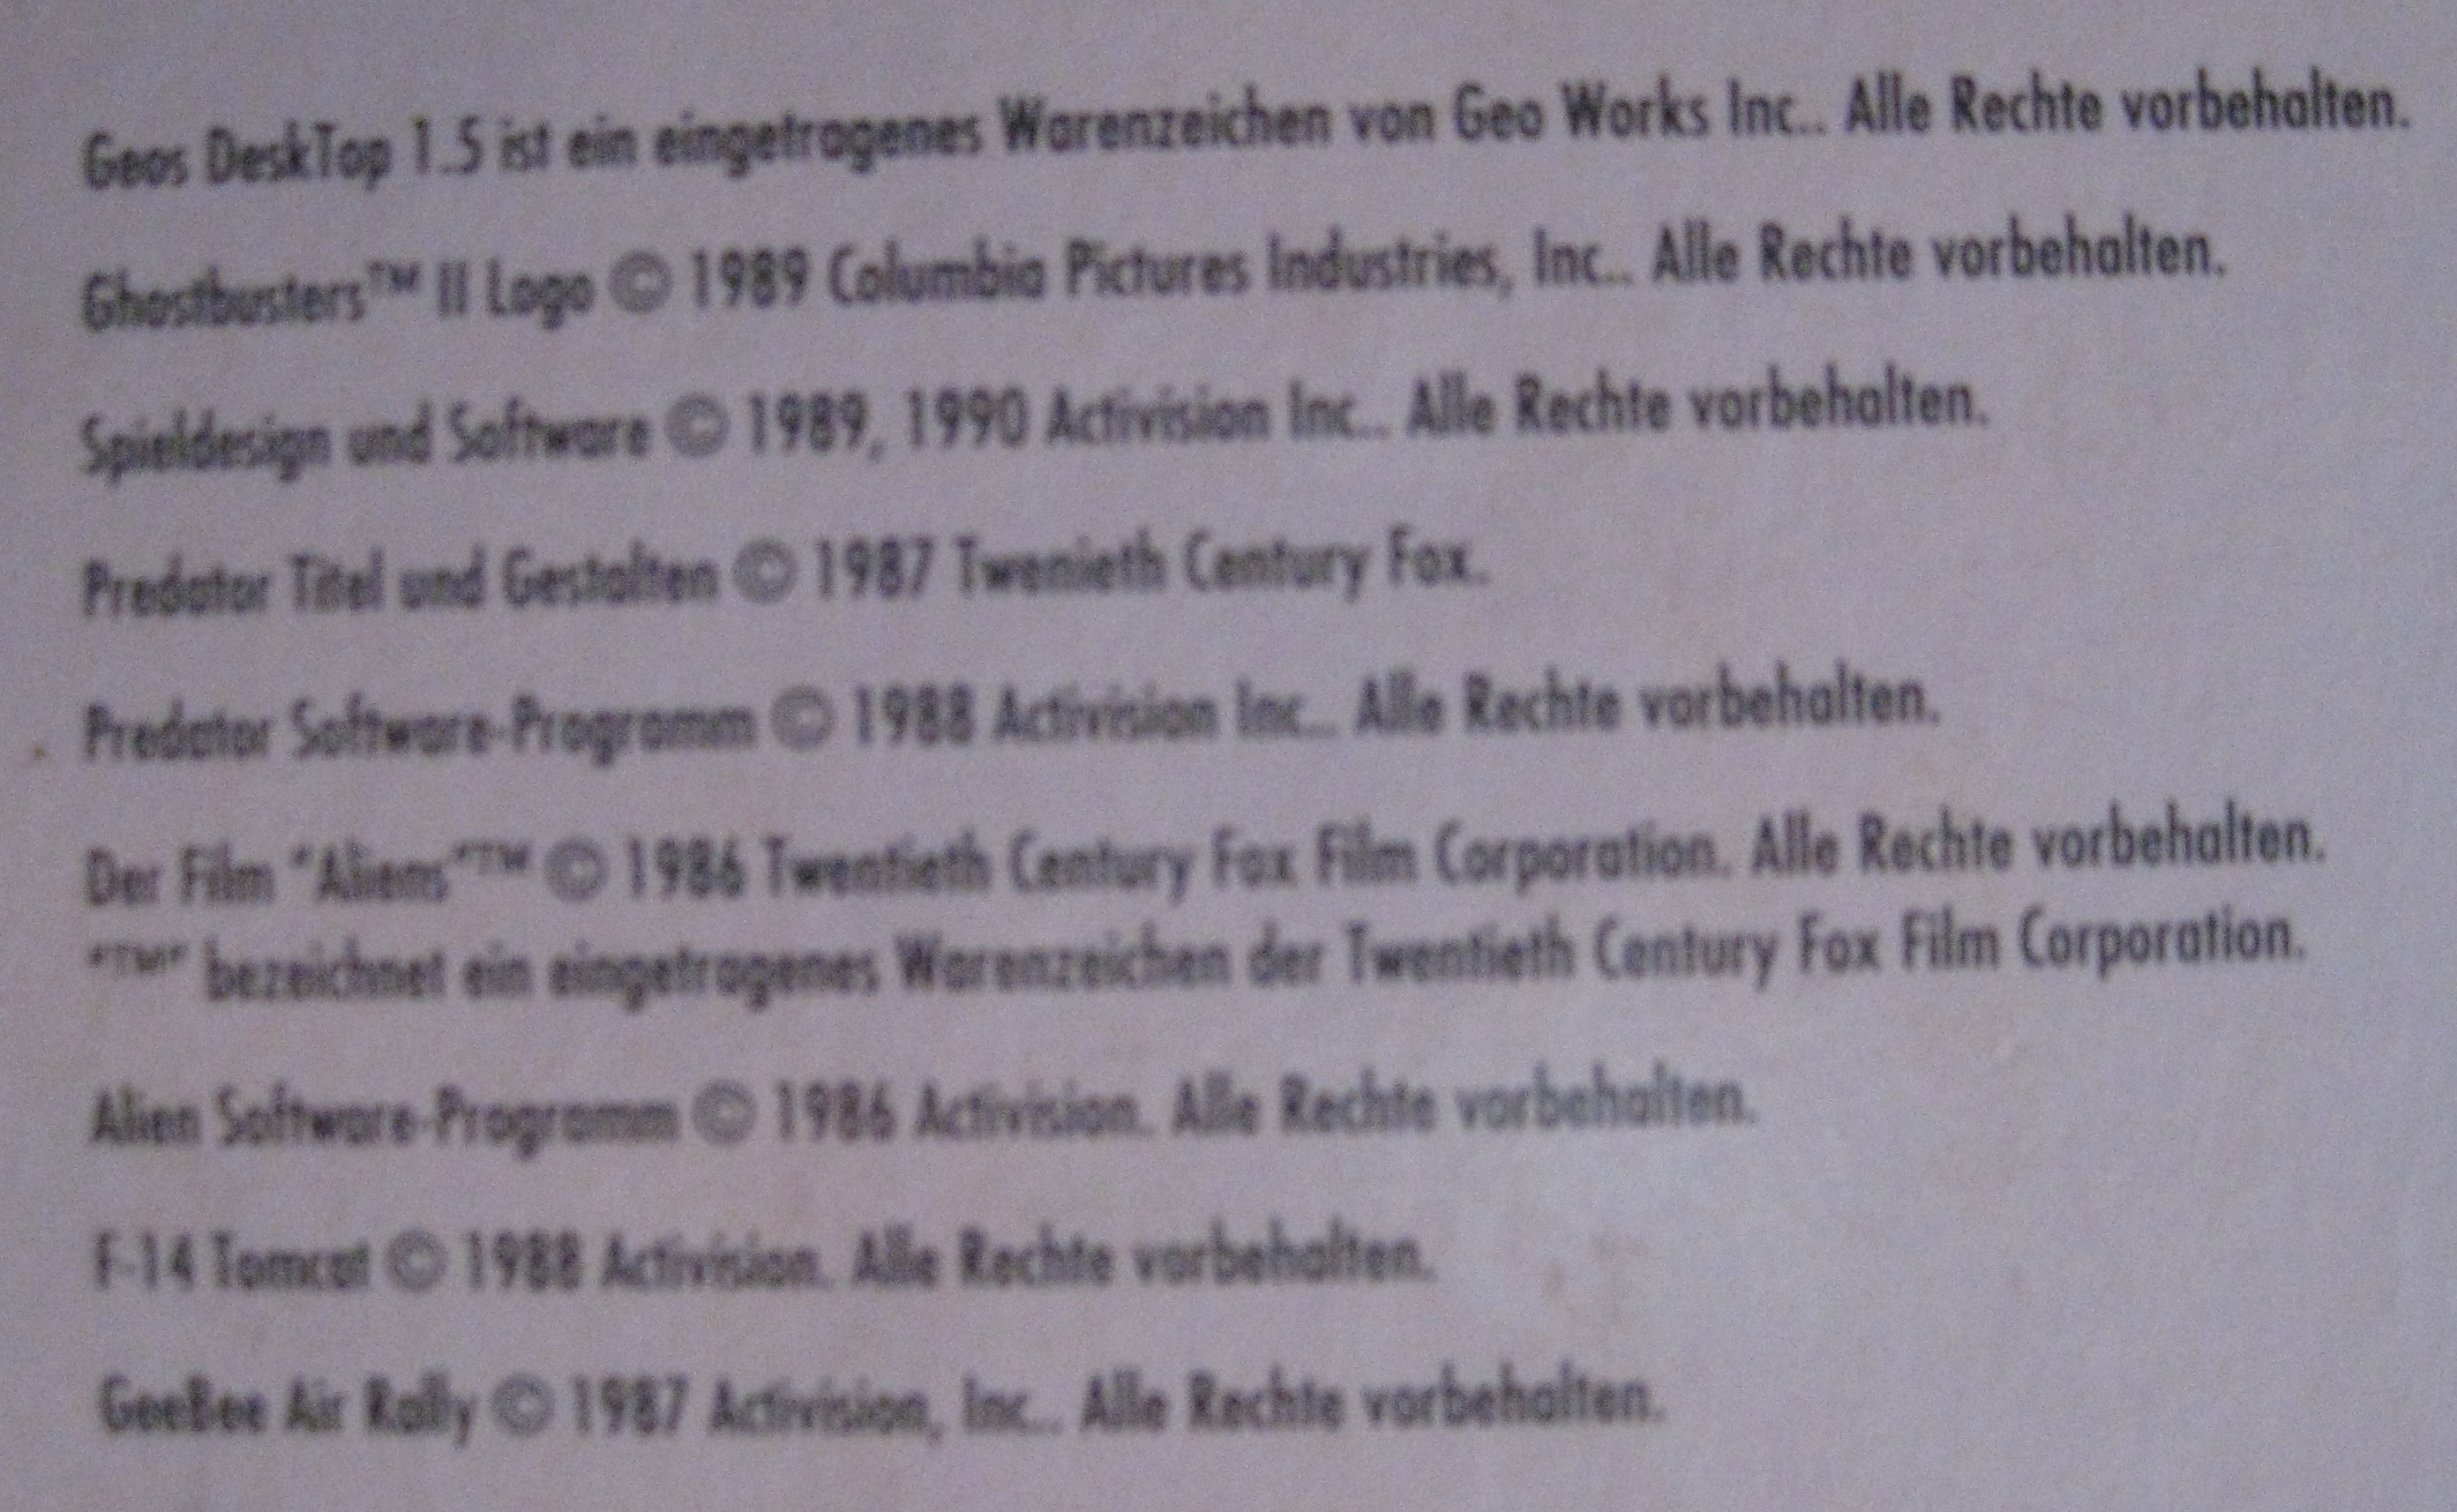 Geos DeskTop 1.5 ist ein eingetragenes Warenzeichen von Geo Works Inc.. Alle Rechte vorbehalten.
Ghostbusters™ II Logo © 1989 Columbia Pictures Industries, Inc.. Alle Rechte vorbehalten.
Spieldesign und Software © 1989, 1990 Activision Inc.. Alle Rechte vorbehalten.
Predator Titel und Gestalten © 1987 Twenieth Century Fox.
Predator Software-Programm © 1988 Activision Inc.. Alle Rechte vorbehalten.
Der Film "Aliens"™ © 1986 Twentieth Century Fox Film Corporation. Alle Rechte vorbehalten.
"™" bezeichnet ein eingetragenes Warenzeichen der Twentieth Century Fox Film Corporation.
Alien Software-Programm © 1986 Activision. Alle Rechte vorbehalten.
F-14 Tomcat © 1988 Activision. Alle Rechte vorbehalten.
GeeBee Air Rally © 1987 Activision, Inc.. Alle Rechte vorbehalten.